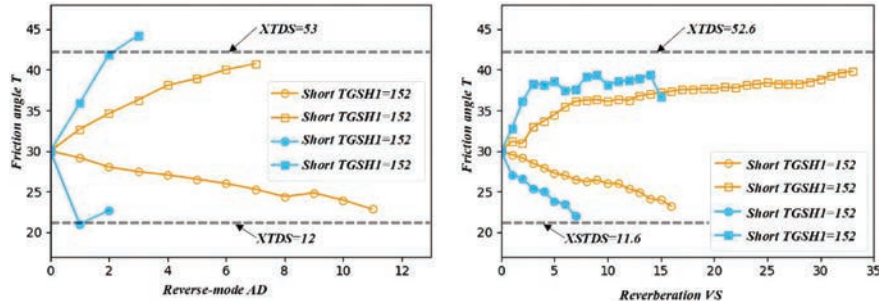 45
40
35
30
25
20
Friction angle T
0 2 4 6 8 10 12
Reverse-mode AD
XTDS=53
Short TGSH1=152
Short TGSH1=152
Short TGSH1=152
Short TGSH1=152
XTDS=12
45
40
35
30
25
20
Friction angle T
0 5 10 15 20 25 30 35
Reverberation VS
XTDS=52.6
Short TGSH1=152
Short TGSH1=152
Short TGSH1=152
Short TGSH1=152
XSTDS=11.6